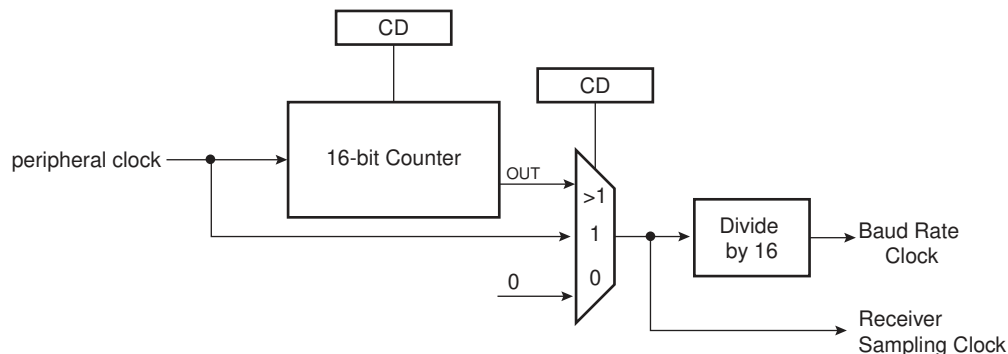 CD
CD
peripheral clock
16-bit Counter
OUT
>1
1
0
0
Divide
by 16
Baud Rate
Clock
Receiver
Sampling Clock